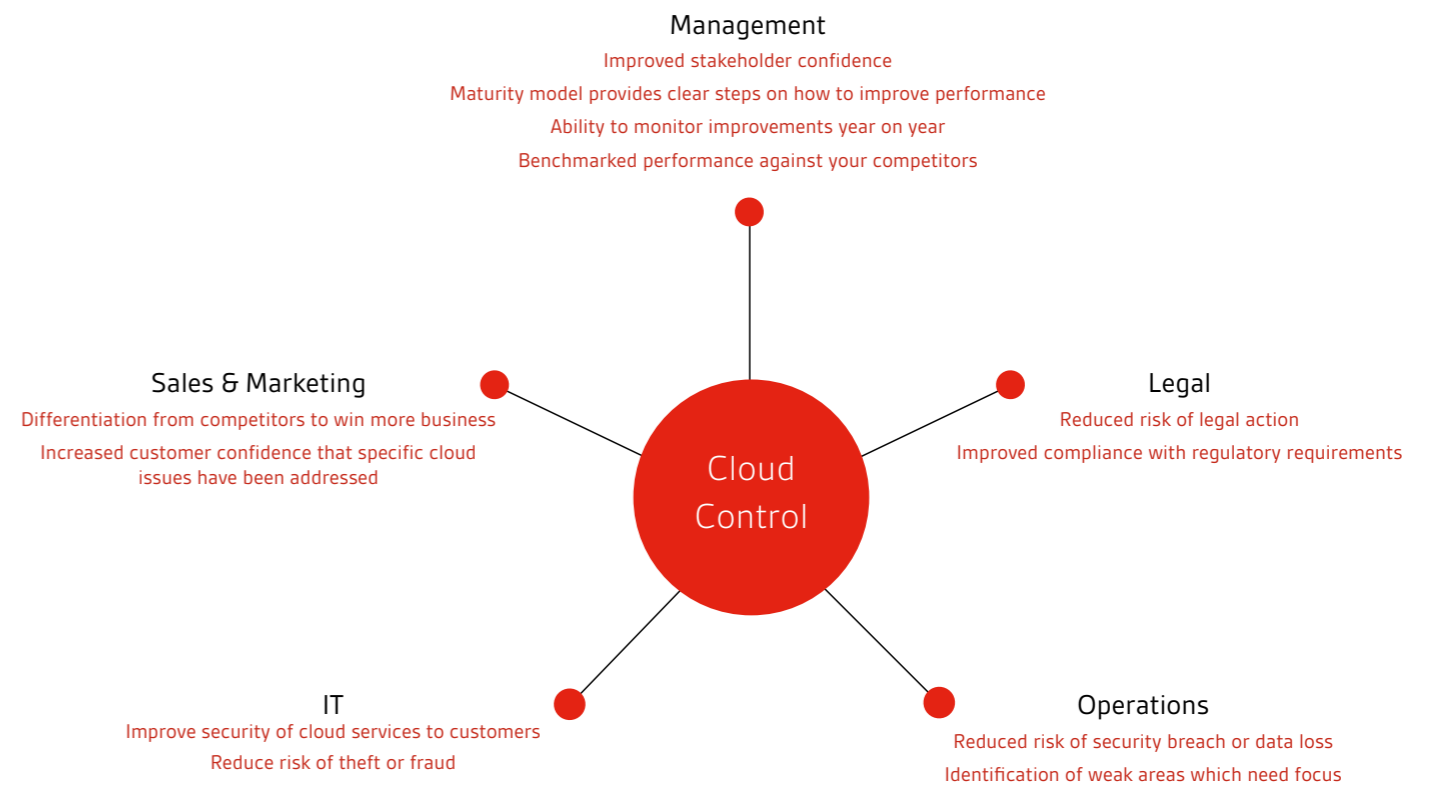 Management
Improved stakeholder confidence
Maturity model provides clear steps on how to improve performance
Ability to monitor improvements year on year
Benchmarked performance against your competitors
Sales & Marketing
Differentiation from competitors to win more business
Increased customer confidence that specific cloud
issues have been addressed
Legal
Reduced risk of legal action
Improved compliance with regulatory requirements
Cloud
Control
IT
Improve security of cloud services to customers
Reduce risk of theft or fraud
Operations
Reduced risk of security breach or data loss
Identification of weak areas which need focus